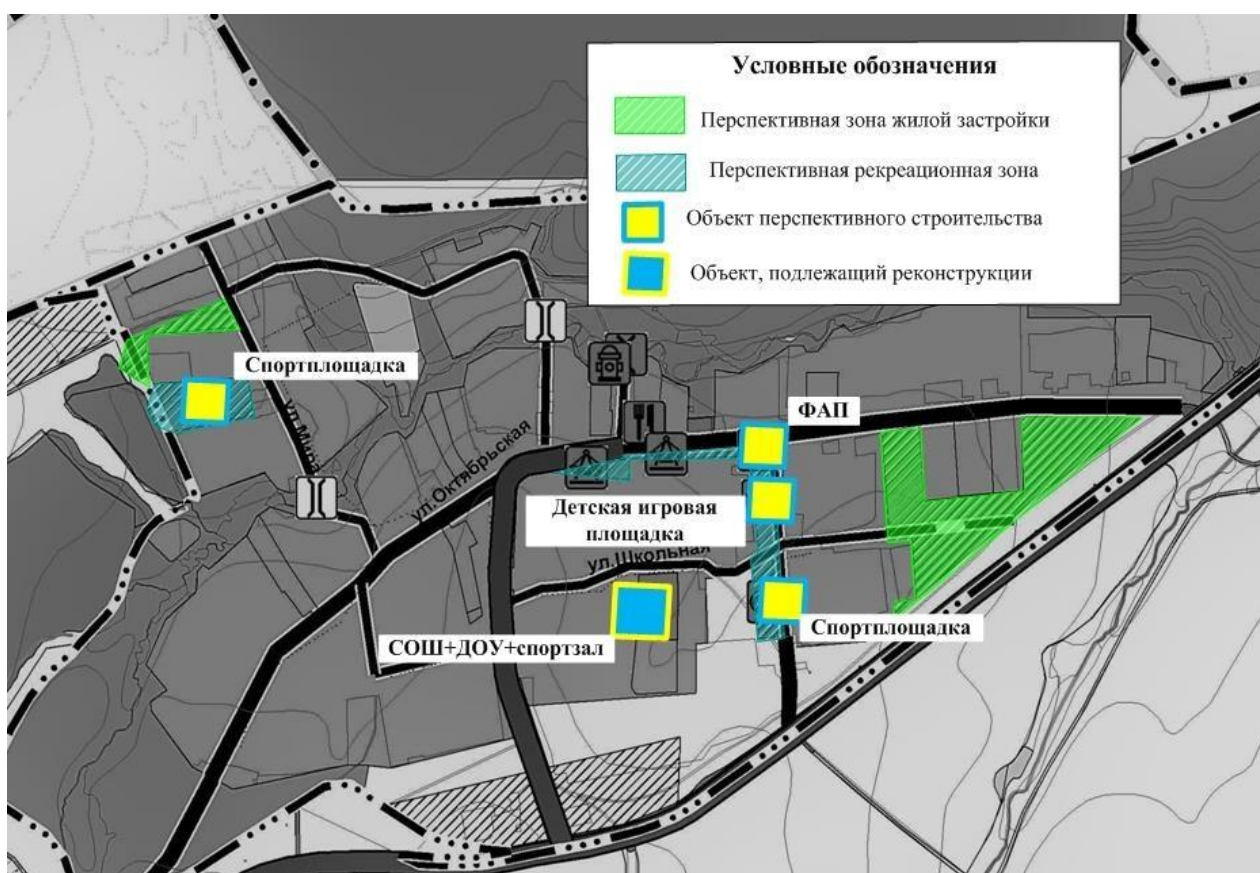 Условные обозначения
Перспективная зона жилой застройки
Перспективная рекреационная зона
Объект перспективного строительства
Объект, подлежащий реконструкции
Спортплощадка
ул.Мира
ул.Октябрьская
ФАП
Детская игровая
площадка
ул.Школьная
СОШ+ДОУ+спортзал
Спортплощадка